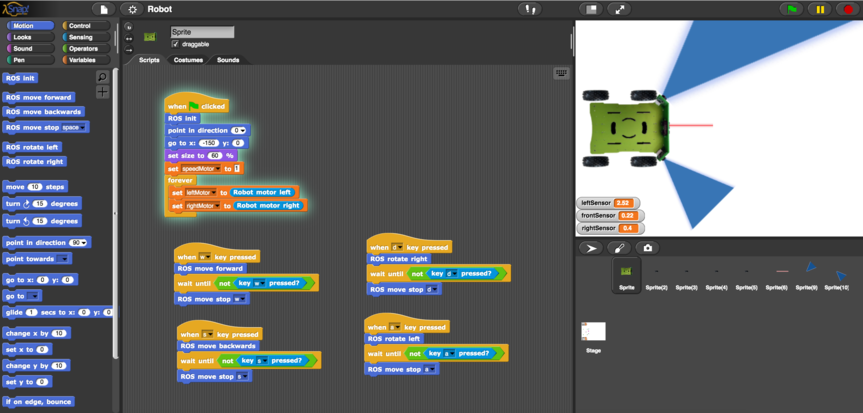 Snap!
Robot
Motion Control
Looks Sensing
Sound Operators
Pen Variables
ROS init
ROS move forward
ROS move backwards
ROS move stop space
ROS rotate left
ROS rotate right
move 10 steps
turn 15 degrees
turn 15 degrees
point in direction 90
point towards
go to x: 0 y: 0
go to
glide 1 secs to x: 0 y: 0
change x by 10
set x to 0
change y by 10
set y to 0
if on edge, bounce
Sprite
draggable
Scripts Costumes Sounds
when clicked
ROS init
point in direction 0
go to x: -150 y: 0
set size to 60 %
set speedMotor to 1
forever
set leftMotor to Robot motor left
set rightMotor to Robot motor right
when w key pressed
ROS move forward
wait until not key w pressed?
ROS move stop w
when d key pressed
ROS rotate right
wait until not key d pressed?
ROS move stop d
when key pressed
ROS move backwards
wait until not key s pressed?
ROS move stop s
when key pressed
ROS rotate left
wait until not key a pressed?
ROS move stop
leftSensor 2.52
frontSensor 0.22
rightSensor 0.4
Sprite Sprite(2) Sprite(3) Sprite(4) Sprite(5) Sprite(6) Sprite(9) Sprite(10)
Stage